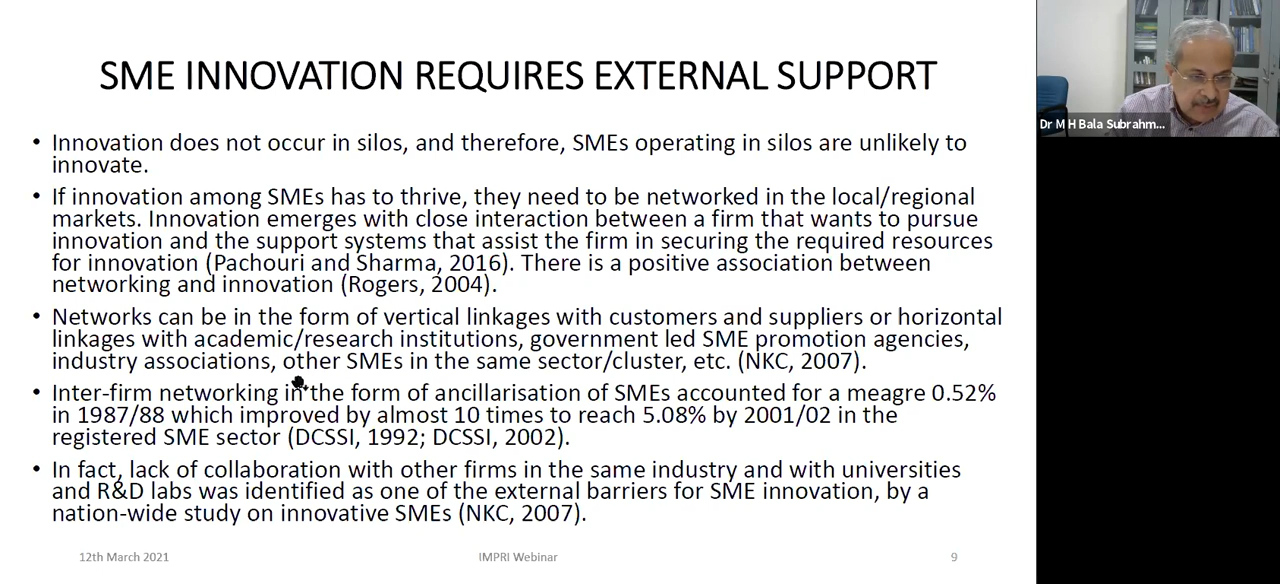 SME INNOVATION REQUIRES EXTERNAL SUPPORT
• Innovation does not occur in silos, and therefore, SMEs operating in silos are unlikely to
innovate.
• If innovation among SMEs has to thrive, they need to be networked in the local/regional
markets. Innovation emerges with close interaction between a firm that wants to pursue
innovation and the support systems that assist the firm in securing the required resources
for innovation (Pachouri and Sharma, 2016). There is a positive association between
networking and innovation (Rogers, 2004).
• Networks can be in the form of vertical linkages with customers and suppliers or horizontal
linkages with academic/research institutions, government led SME promotion agencies,
industry associations, other SMEs in the same sector/cluster, etc. (NKC, 2007).
• Inter-firm networking in the form of ancillarisation of SMEs accounted for a meagre 0.52%
in 1987/88 which improved by almost 10 times to reach 5.08% by 2001/02 in the
registered SME sector (DCSSI, 1992; DCSSI, 2002).
• In fact, lack of collaboration with other firms in the same industry and with universities
and R&D labs was identified as one of the external barriers for SME innovation, by a
nation-wide study on innovative SMEs (NKC, 2007).
12th March 2021
IMPRI Webinar
9
Dr M H Bala Subrahm...